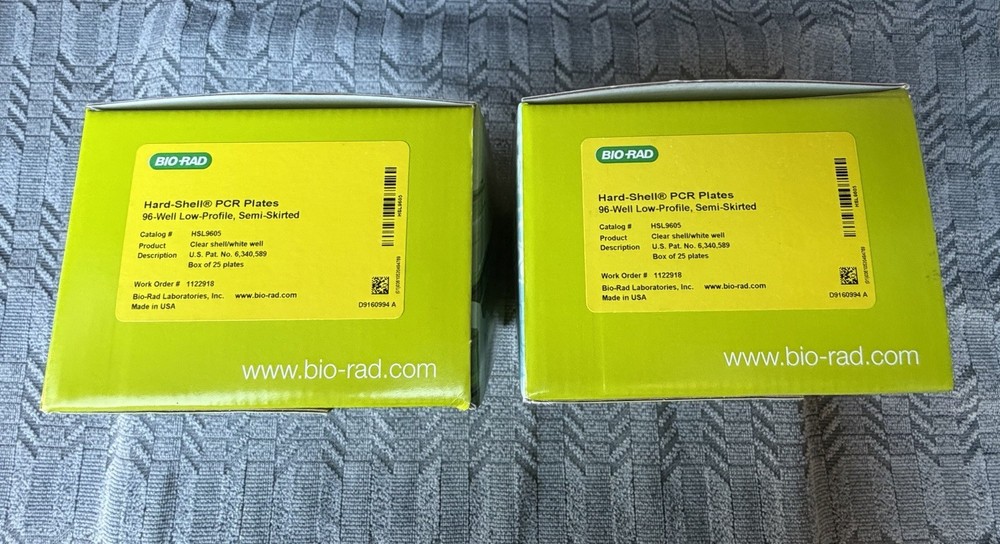 BIO-RAD
Hard-Shell® PCR Plates
96-Well Low-Profile, Semi-Skirted
Catalog # HSL9605
Product Clear shell/white well
Description U.S. Pat. No. 6,340,589
Box of 25 plates
Work Order # 1122918
Bio-Rad Laboratories, Inc. www.bio-rad.com
Made in USA
D9160994 A
HSL9605
www.bio-rad.com
BIO-RAD
Hard-Shell® PCR Plates
96-Well Low-Profile, Semi-Skirted
Catalog # HSL9605
Product Clear shell/white well
Description U.S. Pat. No. 6,340,589
Box of 25 plates
Work Order # 1122918
Bio-Rad Laboratories, Inc. www.bio-rad.com
Made in USA
D9160994 A
HSL9605
www.bio-rad.com